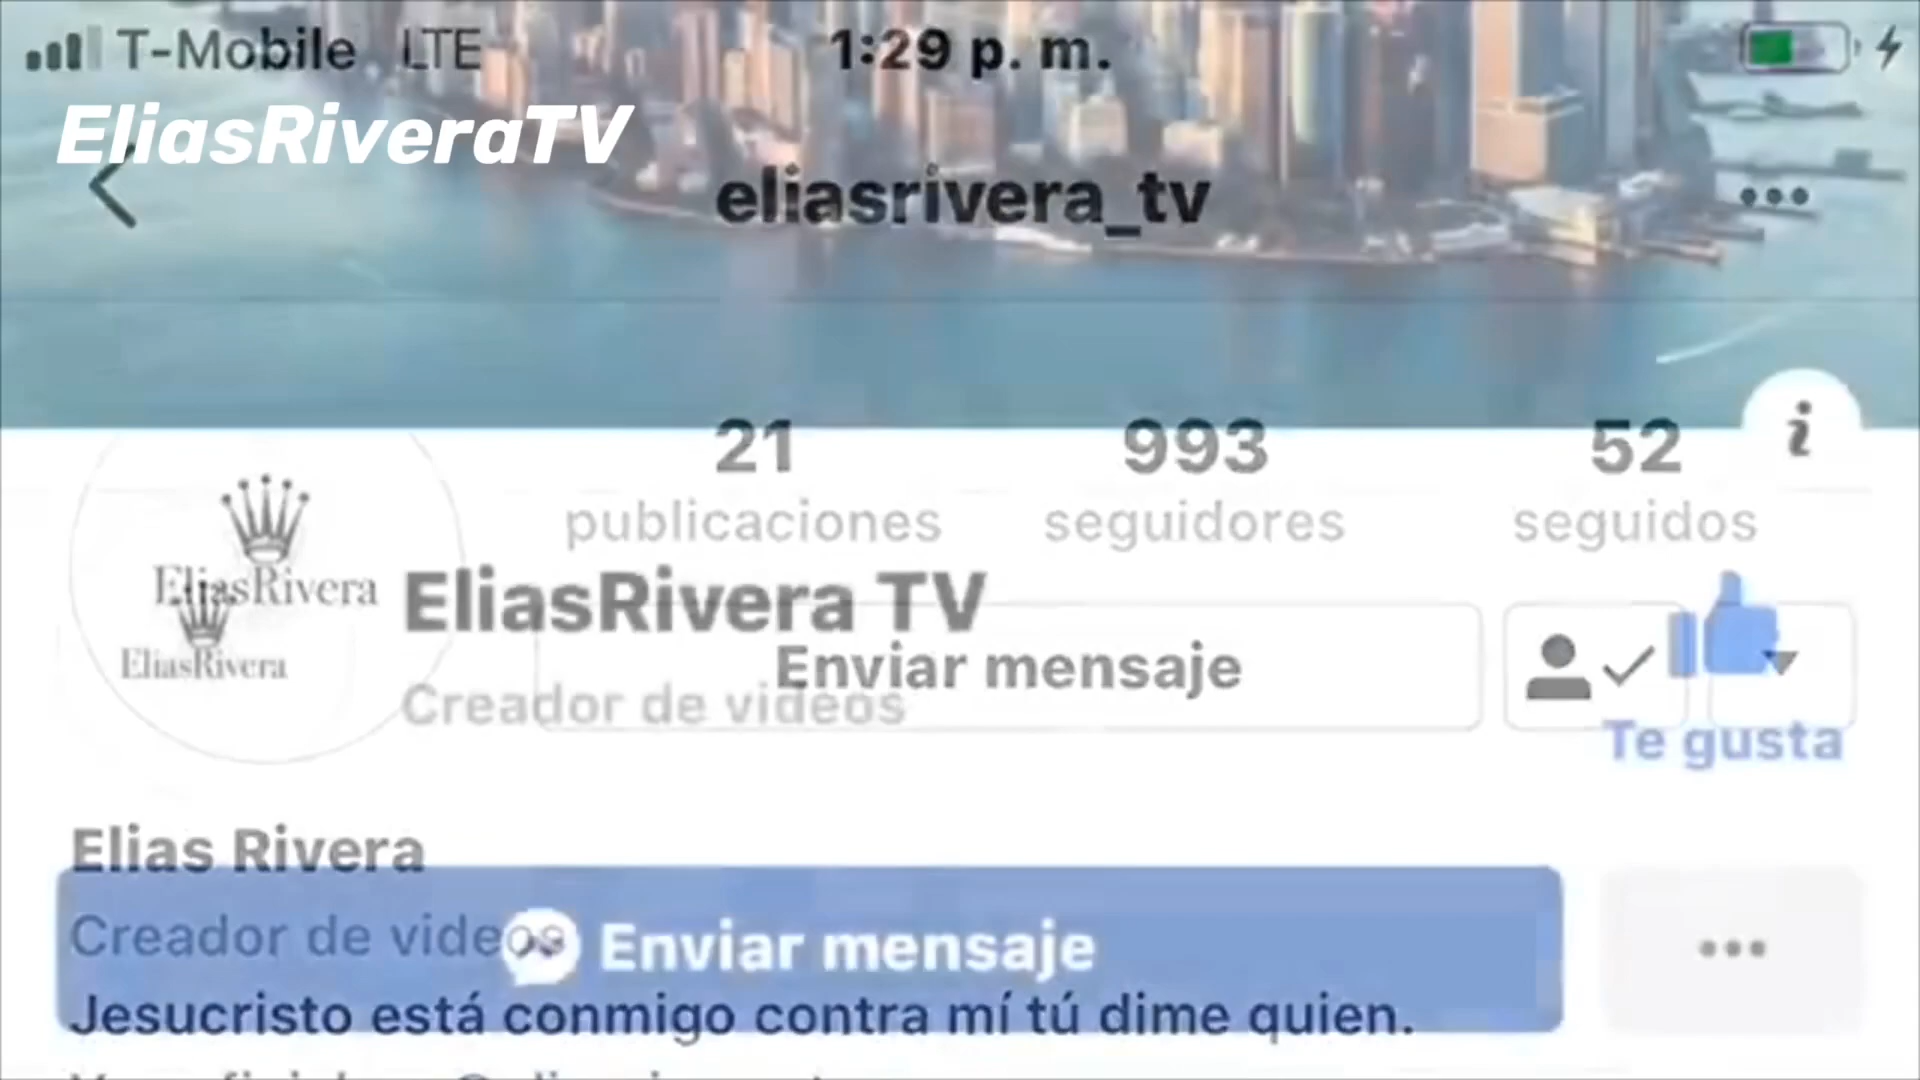 T-Mobile LTE 1:29 p. m.
EliasRiveraTV
eliasrivera_tv
21 993 52
publicaciones seguidores seguidos
EliasRivera
EliasRivera
EliasRivera TV
Enviar mensaje
Creador de videos
Te gusta
Elias Rivera
Creador de videos
Enviar mensaje
Jesucristo está conmigo contra mí tú dime quien.